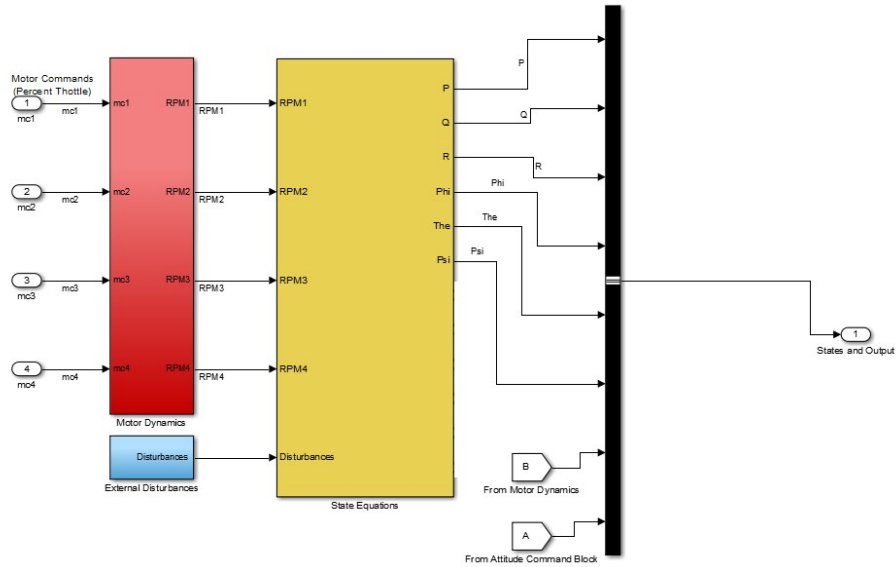 Motor Commands
(Percent Thottle)
1
mc1
mc1
mc1
RPM1
RPM1
RPM1
2
mc2
mc2
mc2
RPM2
RPM2
RPM2
3
mc3
mc3
mc3
RPM3
RPM3
RPM3
4
mc4
mc4
mc4
RPM4
RPM4
RPM4
Motor Dynamics
Disturbances
External Disturbances
Disturbances
State Equations
P
P
Q
Q
R
R
Phi
Phi
The
The
Psi
Psi
B
From Motor Dynamics
A
From Attitude Command Block
1
States and Output